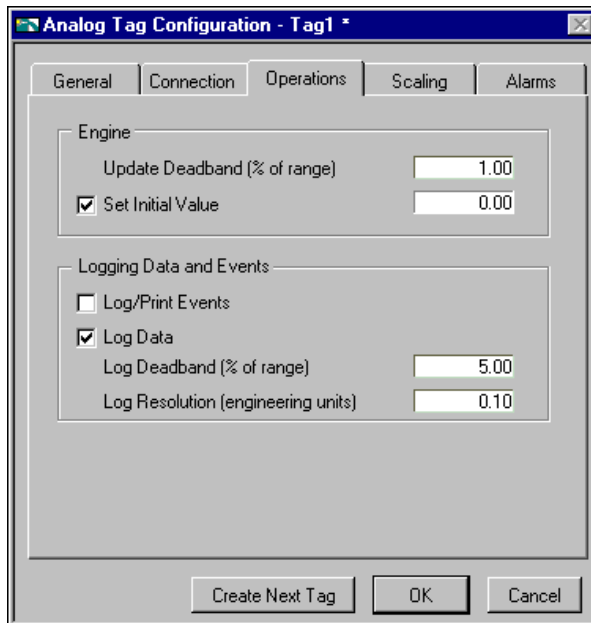 Analog Tag Configuration - Tag1 *
General Connection Operations Scaling Alarms
Engine
Update Deadband (% of range) 1.00
Set Initial Value 0.00
Logging Data and Events
Log/Print Events
Log Data
Log Deadband (% of range) 5.00
Log Resolution (engineering units) 0.10
Create Next Tag OK Cancel